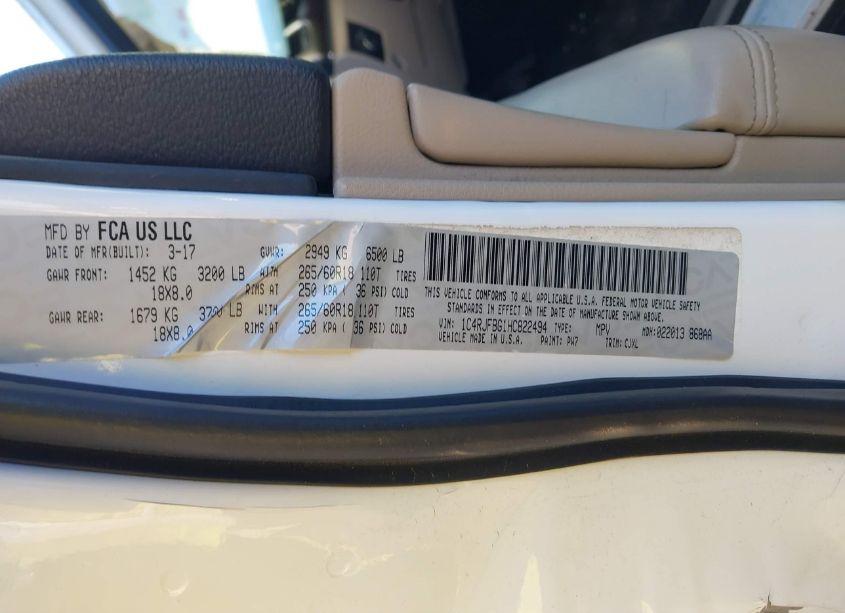 MFD BY FCA US LLC
DATE OF MFR(BUILT): 3-17 GVWR: 2949 KG 6500 LB
GAWR FRONT: 1452 KG 3200 LB WITH 265/60R18 110T TIRES
18X8.0 RIMS AT 250 KPA ( 36 PSI) COLD
GAWR REAR: 1679 KG 3700 LB WITH 265/60R18 110T TIRES
18X8.0 RIMS AT 250 KPA ( 36 PSI) COLD
THIS VEHICLE CONFORMS TO ALL APPLICABLE U.S.A. FEDERAL MOTOR VEHICLE SAFETY
STANDARDS IN EFFECT ON THE DATE OF MANUFACTURE SHOWN ABOVE.
VIN: 1C4RJFBG1HC822494 TYPE: MPV MDH:022013 868AA
VEHICLE MADE IN U.S.A. PAINT: PW7 TRIM: CJXL